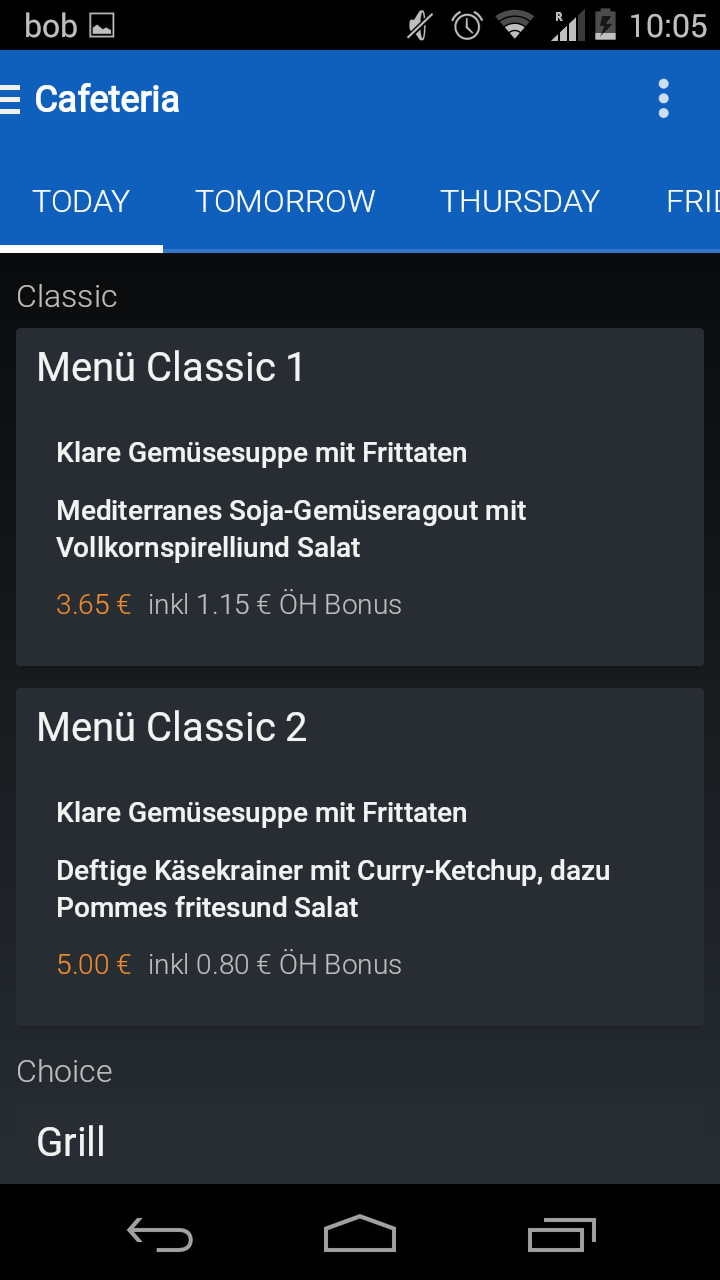 bob 10:05
Cafeteria
TODAY TOMORROW THURSDAY FRID
Classic
Menü Classic 1
Klare Gemüsesuppe mit Frittaten
Mediterranes Soja-Gemüseragout mit
Vollkornspirelliund Salat
3.65 € inkl 1.15 € ÖH Bonus
Menü Classic 2
Klare Gemüsesuppe mit Frittaten
Deftige Käsekrainer mit Curry-Ketchup, dazu
Pommes fritesund Salat
5.00 € inkl 0.80 € ÖH Bonus
Choice
Grill